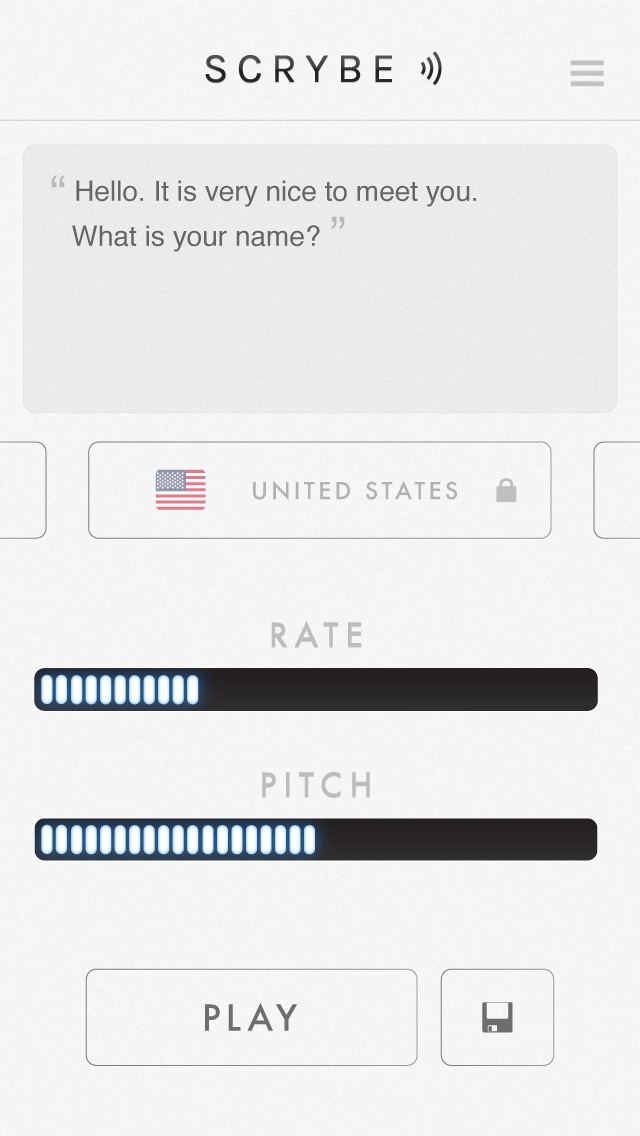 SCRYBE
“ Hello. It is very nice to meet you.
What is your name? ”
UNITED STATES
RATE
PITCH
PLAY